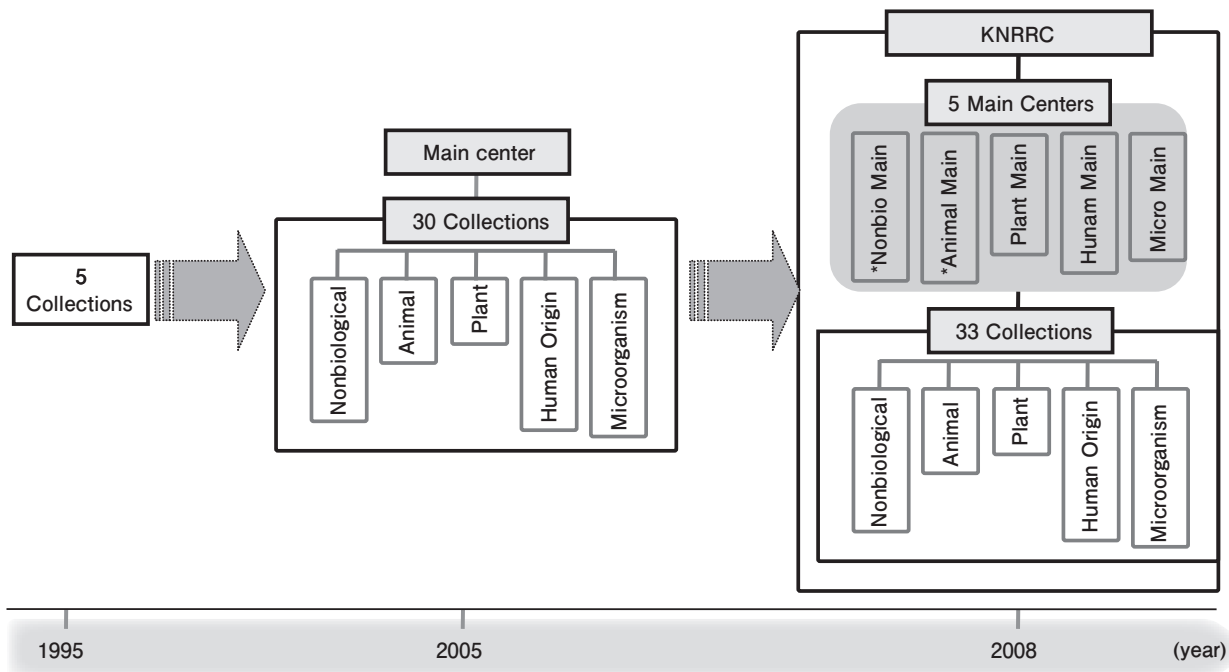 KNRRC
5 Main Centers
*Nonbio Main
*Animal Main
Plant Main
Hunam Main
Micro Main
33 Collections
Nonbiological
Animal
Plant
Human Origin
Microorganism
Main center
30 Collections
Nonbiological
Animal
Plant
Human Origin
Microorganism
5
Collections
1995
2005
2008
(year)